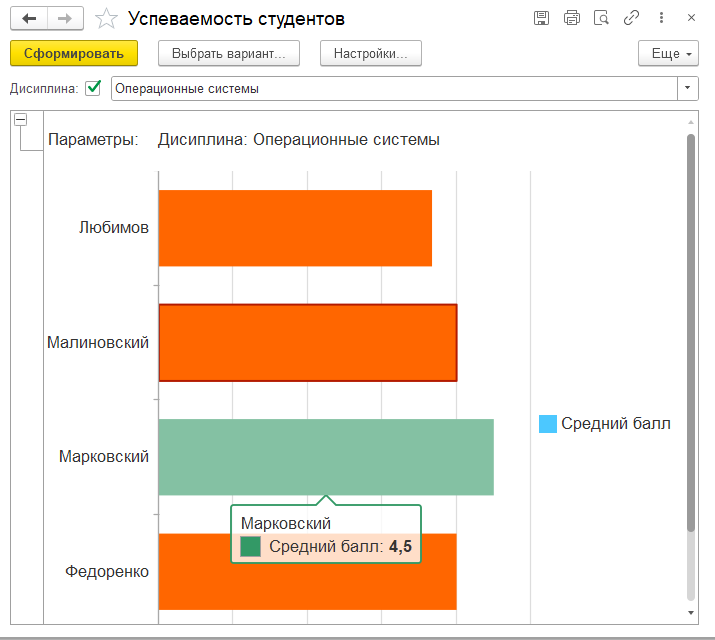 Успеваемость студентов
Сформировать Выбрать вариант... Настройки... Еще
Дисциплина: Операционные системы
Параметры: Дисциплина: Операционные системы
Любимов
Малиновский
Средний балл
Марковский
Марковский
Средний балл: 4,5
Федоренко